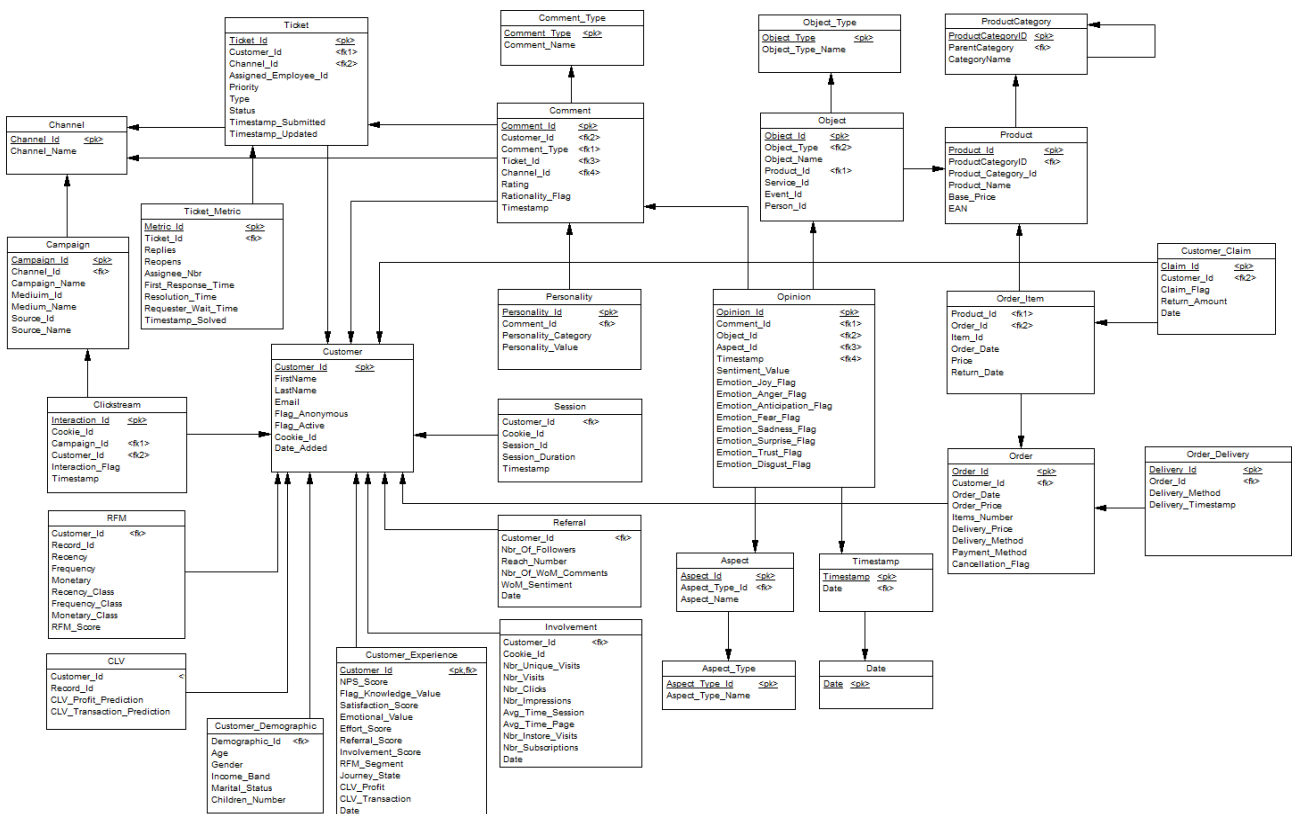 Ticket
Ticket_Id <pk>
Customer_Id <fk1>
Channel_Id <fk2>
Assigned_Employee_Id
Priority
Type
Status
Timestamp_Submitted
Timestamp_Updated
Comment_Type
Comment_Type <pk>
Comment_Name
Object_Type
Object_Type <pk>
Object_Type_Name
ProductCategory
ProductCategoryID <pk>
ParentCategory <fk>
CategoryName
Channel
Channel_Id <pk>
Channel_Name
Comment
Comment_Id <pk>
Customer_Id <fk2>
Comment_Type <fk1>
Ticket_Id <fk3>
Channel_Id <fk4>
Rating
Rationality_Flag
Timestamp
Object
Object_Id <pk>
Object_Type <fk2>
Object_Name
Product_Id <fk1>
Service_Id
Event_Id
Person_Id
Product
Product_Id <pk>
ProductCategoryID <fk>
Product_Category_Id
Product_Name
Base_Price
EAN
Ticket_Metric
Metric_Id <pk>
Ticket_Id <fk>
Replies
Reopens
Assignee_Nbr
First_Response_Time
Resolution_Time
Requester_Wait_Time
Timestamp_Solved
Campaign
Campaign_Id <pk>
Channel_Id <fk>
Campaign_Name
Mediuim_Id
Medium_Name
Source_Id
Source_Name
Customer_Claim
Claim_Id <pk>
Customer_Id <fk2>
Claim_Flag
Return_Amount
Date
Personality
Personality_Id <pk>
Comment_Id <fk>
Personality_Category
Personality_Value
Opinion
Opinion_Id <pk>
Comment_Id <fk1>
Object_Id <fk2>
Aspect_Id <fk3>
Timestamp <fk4>
Sentiment_Value
Emotion_Joy_Flag
Emotion_Anger_Flag
Emotion_Anticipation_Flag
Emotion_Fear_Flag
Emotion_Sadness_Flag
Emotion_Surprise_Flag
Emotion_Trust_Flag
Emotion_Disgust_Flag
Order_Item
Product_Id <fk1>
Order_Id <fk2>
Item_Id
Order_Date
Price
Return_Date
Customer
Customer_Id <pk>
FirstName
LastName
Email
Flag_Anonymous
Flag_Active
Cookie_Id
Date_Added
Clickstream
Interaction_Id <pk>
Cookie_Id
Campaign_Id <fk1>
Customer_Id <fk2>
Interaction_Flag
Timestamp
Session
Customer_Id <fk>
Cookie_Id
Session_Id
Session_Duration
Timestamp
Order
Order_Id <pk>
Customer_Id <fk>
Order_Date
Order_Price
Items_Number
Delivery_Price
Delivery_Method
Payment_Method
Cancellation_Flag
Order_Delivery
Delivery_Id <pk>
Order_Id <fk>
Delivery_Method
Delivery_Timestamp
RFM
Customer_Id <fk>
Record_Id
Recency
Frequency
Monetary
Recency_Class
Frequency_Class
Monetary_Class
RFM_Score
Referral
Customer_Id <fk>
Nbr_Of_Followers
Reach_Number
Nbr_Of_WoM_Comments
WoM_Sentiment
Date
Aspect
Aspect_Id <pk>
Aspect_Type_Id <fk>
Aspect_Name
Timestamp
Timestamp <pk>
Date <fk>
CLV
Customer_Id <
Record_Id
CLV_Profit_Prediction
CLV_Transaction_Prediction
Customer_Demographic
Demographic_Id <fk>
Age
Gender
Income_Band
Marital_Status
Children_Number
Customer_Experience
Customer_Id <pk,fk>
NPS_Score
Flag_Knowledge_Value
Satisfaction_Score
Emotional_Value
Effort_Score
Referral_Score
Involvement_Score
RFM_Segment
Journey_State
CLV_Profit
CLV_Transaction
Date
Involvement
Customer_Id <fk>
Cookie_Id
Nbr_Unique_Visits
Nbr_Visits
Nbr_Clicks
Nbr_Impressions
Avg_Time_Session
Avg_Time_Page
Nbr_Instore_Visits
Nbr_Subscriptions
Date
Aspect_Type
Aspect_Type_Id <pk>
Aspect_Type_Name
Date
Date <pk>